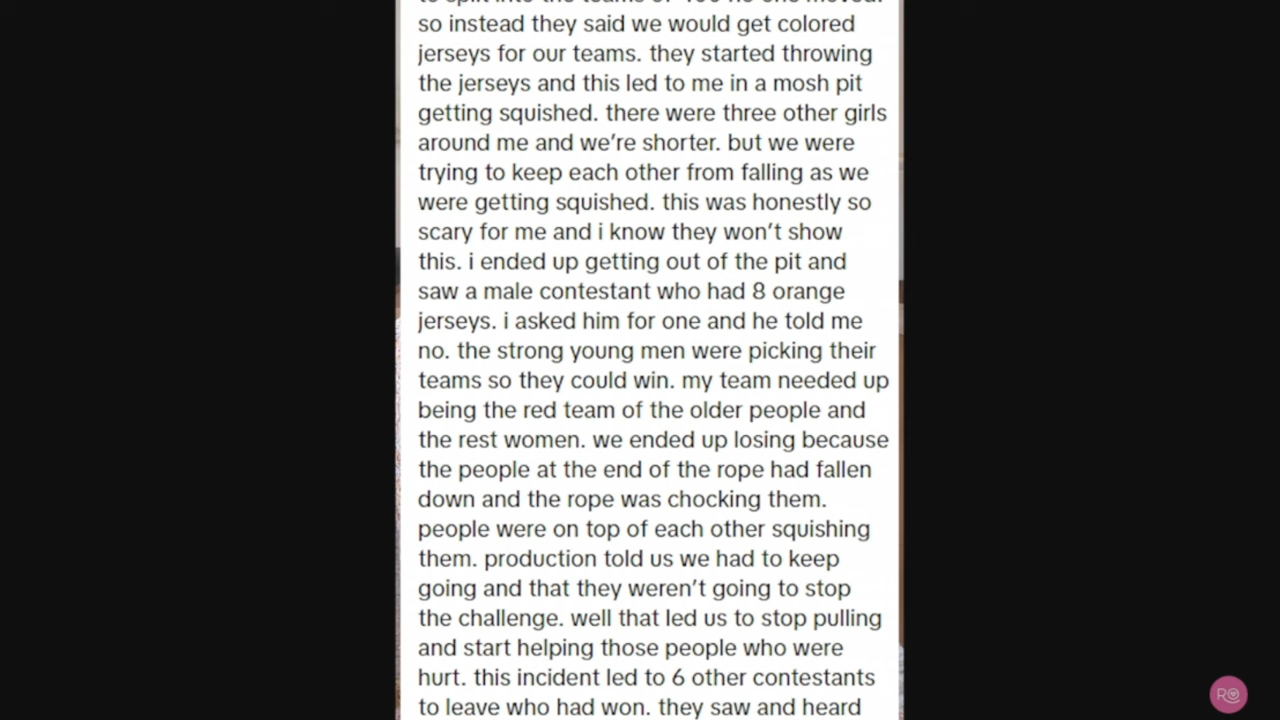 to split into the teams of 100 no one moved.
so instead they said we would get colored
jerseys for our teams. they started throwing
the jerseys and this led to me in a mosh pit
getting squished. there were three other girls
around me and we’re shorter. but we were
trying to keep each other from falling as we
were getting squished. this was honestly so
scary for me and i know they won’t show
this. i ended up getting out of the pit and
saw a male contestant who had 8 orange
jerseys. i asked him for one and he told me
no. the strong young men were picking their
teams so they could win. my team needed up
being the red team of the older people and
the rest women. we ended up losing because
the people at the end of the rope had fallen
down and the rope was chocking them.
people were on top of each other squishing
them. production told us we had to keep
going and that they weren’t going to stop
the challenge. well that led us to stop pulling
and start helping those people who were
hurt. this incident led to 6 other contestants
to leave who had won. they saw and heard